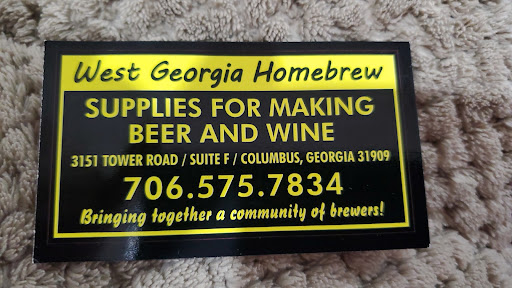 West Georgia Homebrew
SUPPLIES FOR MAKING
BEER AND WINE
3151 TOWER ROAD / SUITE F / COLUMBUS, GEORGIA 31909
706.575.7834
Bringing together a community of brewers!